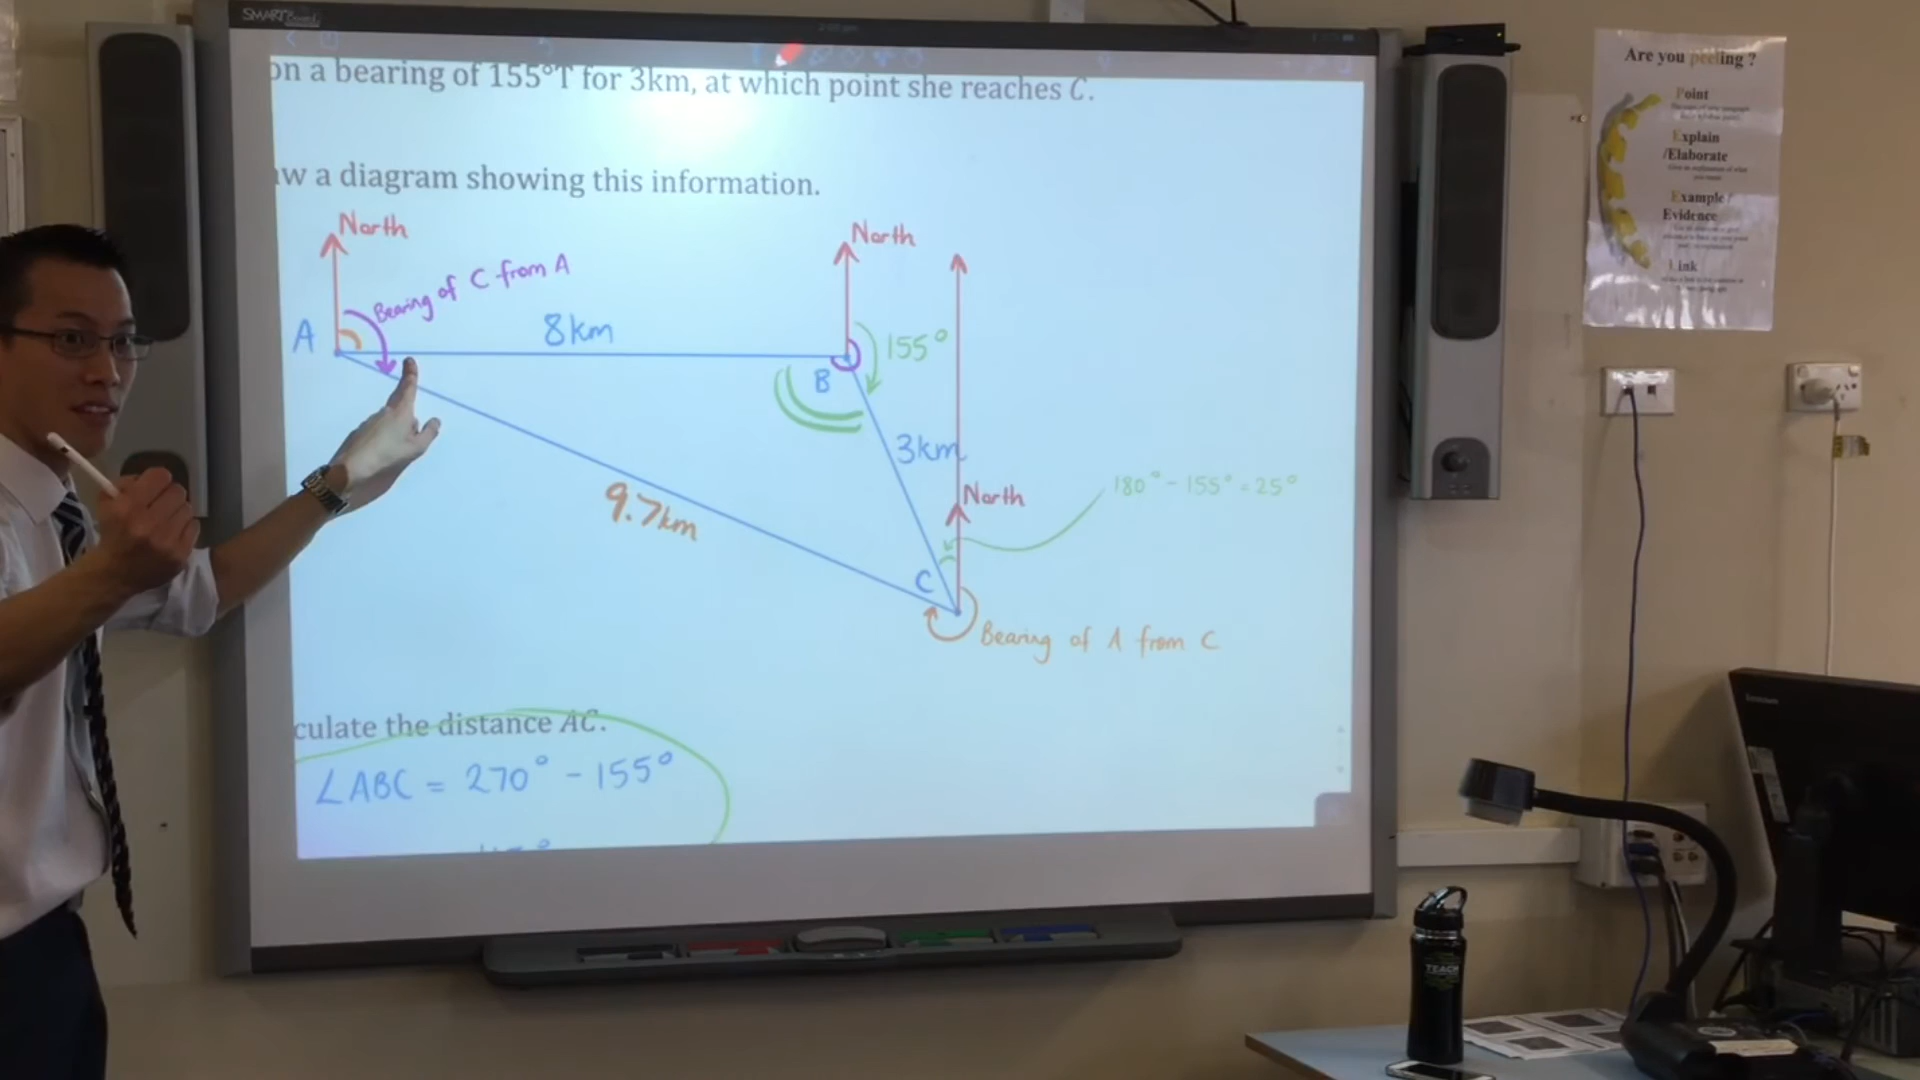 SMART Board
on a bearing of 155°T for 3km, at which point she reaches C.
w a diagram showing this information.
North
North
Bearing of C from A
A
8km
155°
B
3km
North
180° - 155° = 25°
9.7km
C
Bearing of A from C
culate the distance AC.
∠ABC = 270° - 155°
Are you peeling ?
Point
Explain
/Elaborate
Example /
Evidence
Link
TEACH